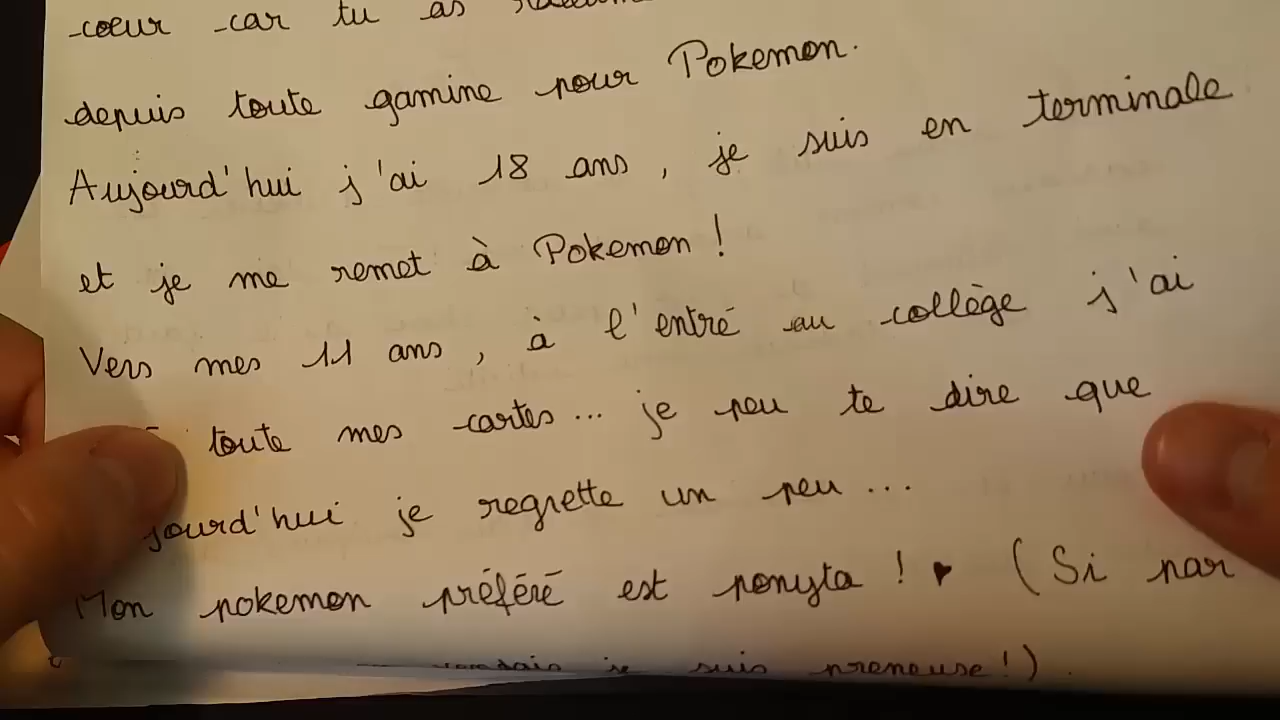 coeur car tu as
depuis toute gamine pour Pokemon.
Aujourd'hui j'ai 18 ans, je suis en terminale
et je me remet à Pokemon !
Vers mes 11 ans, à l'entré au collège j'ai
toute mes cartes... je peu te dire que
jourd'hui je regrette un peu...
Mon pokemon préféré est ponyta ! ♥ (Si par
je suis preneuse!).